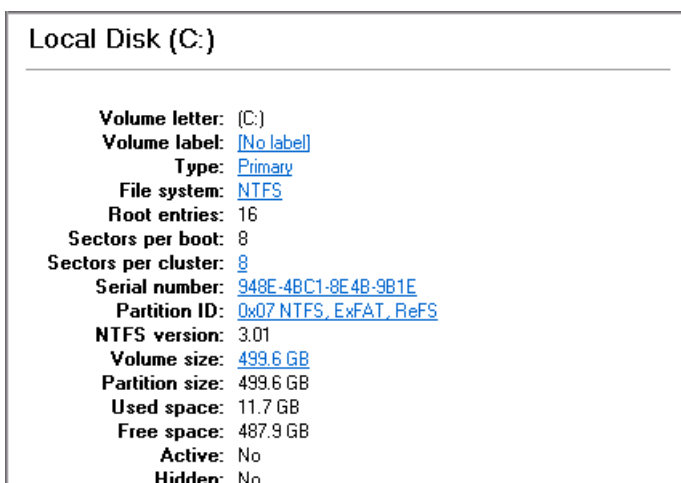 Local Disk (C:)
Volume letter: (C:)
Volume label: [No label]
Type: Primary
File system: NTFS
Root entries: 16
Sectors per boot: 8
Sectors per cluster: 8
Serial number: 948E-4BC1-8E4B-9B1E
Partition ID: 0x07 NTFS, ExFAT, ReFS
NTFS version: 3.01
Volume size: 499.6 GB
Partition size: 499.6 GB
Used space: 11.7 GB
Free space: 487.9 GB
Active: No
Hidden: No